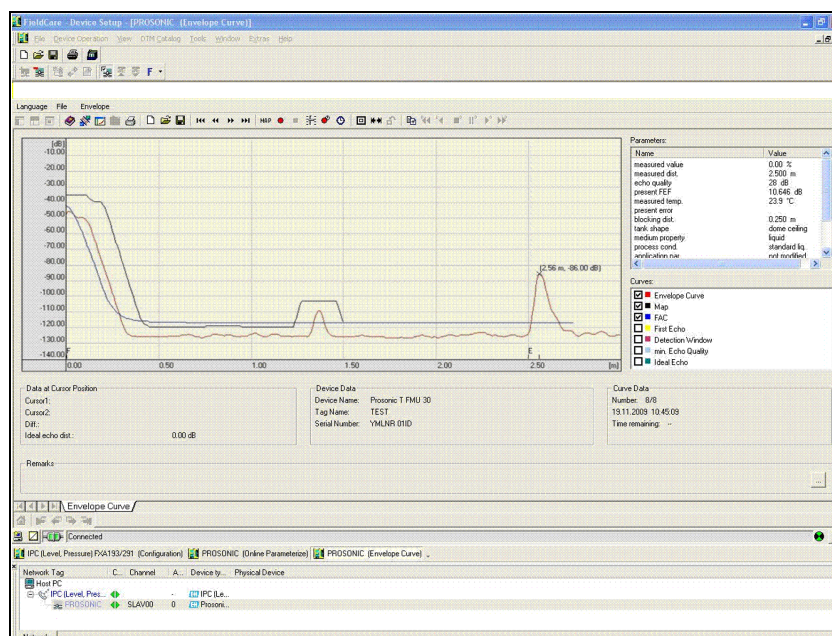 FieldCare - Device Setup - [PROSONIC (Envelope Curve)]
File Device Operation View DTM Catalog Tools Window Extras Help
F
Language File Envelope
MAP
[dB]
-10.00
-20.00
-30.00
-40.00
-50.00
-60.00
-70.00
-80.00
-90.00
-100.00
-110.00
-120.00
-130.00
-140.00
(2.56 m, -86.00 dB)
F
E
0.00 0.50 1.00 1.50 2.00 2.50 [m]
Parameters:
Name Value
measured value 0.00 %
measured dist. 2.500 m
echo quality 28 dB
present FEF 10.646 dB
measured temp. 23.9 °C
present error
blocking dist. 0.250 m
tank shape dome ceiling
medium property liquid
process cond. standard liq.
application par. not modified
Curves:
Envelope Curve
Map
FAC
First Echo
Detection Window
min. Echo Quality
Ideal Echo
Data at Cursor Position
Cursor1:
Cursor2:
Diff.:
Ideal echo dist.: 0.00 dB
Device Data
Device Name: Prosonic T FMU 30
Tag Name: TEST
Serial Number: YMLNR 01ID
Curve Data
Number: 8/8
19.11.2009 10:45:09
Time remaining: --
Remarks
...
Envelope Curve
Connected
IPC (Level, Pressure) FXA193/291 (Configuration) PROSONIC (Online Parameterize) PROSONIC (Envelope Curve)
Network Tag C... Channel A... Device ty... Physical Device
Host PC
IPC (Level, Pres... - IPC (Le...
PROSONIC SLAV00 0 Prosoni...